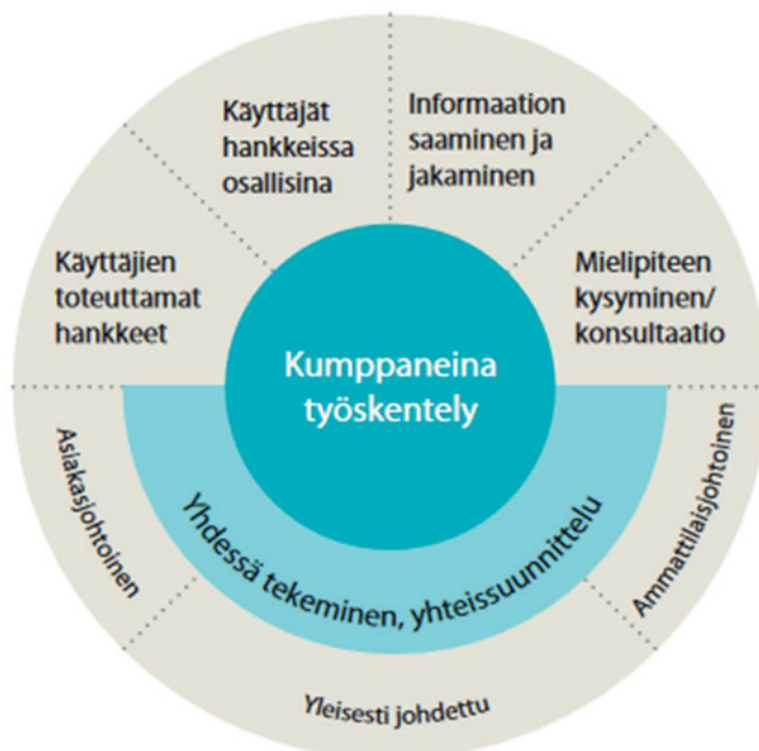 Käyttäjät
hankkeissa
osallisina
Informaation
saaminen ja
jakaminen
Käyttäjien
toteuttamat
hankkeet
Mielipiteen
kysyminen/
konsultaatio
Kumppaneina
työskentely
Asiakasjohtoinen
Yhdessä tekeminen, yhteissuunnittelu
Ammattilaisjohtoinen
Yleisesti johdettu